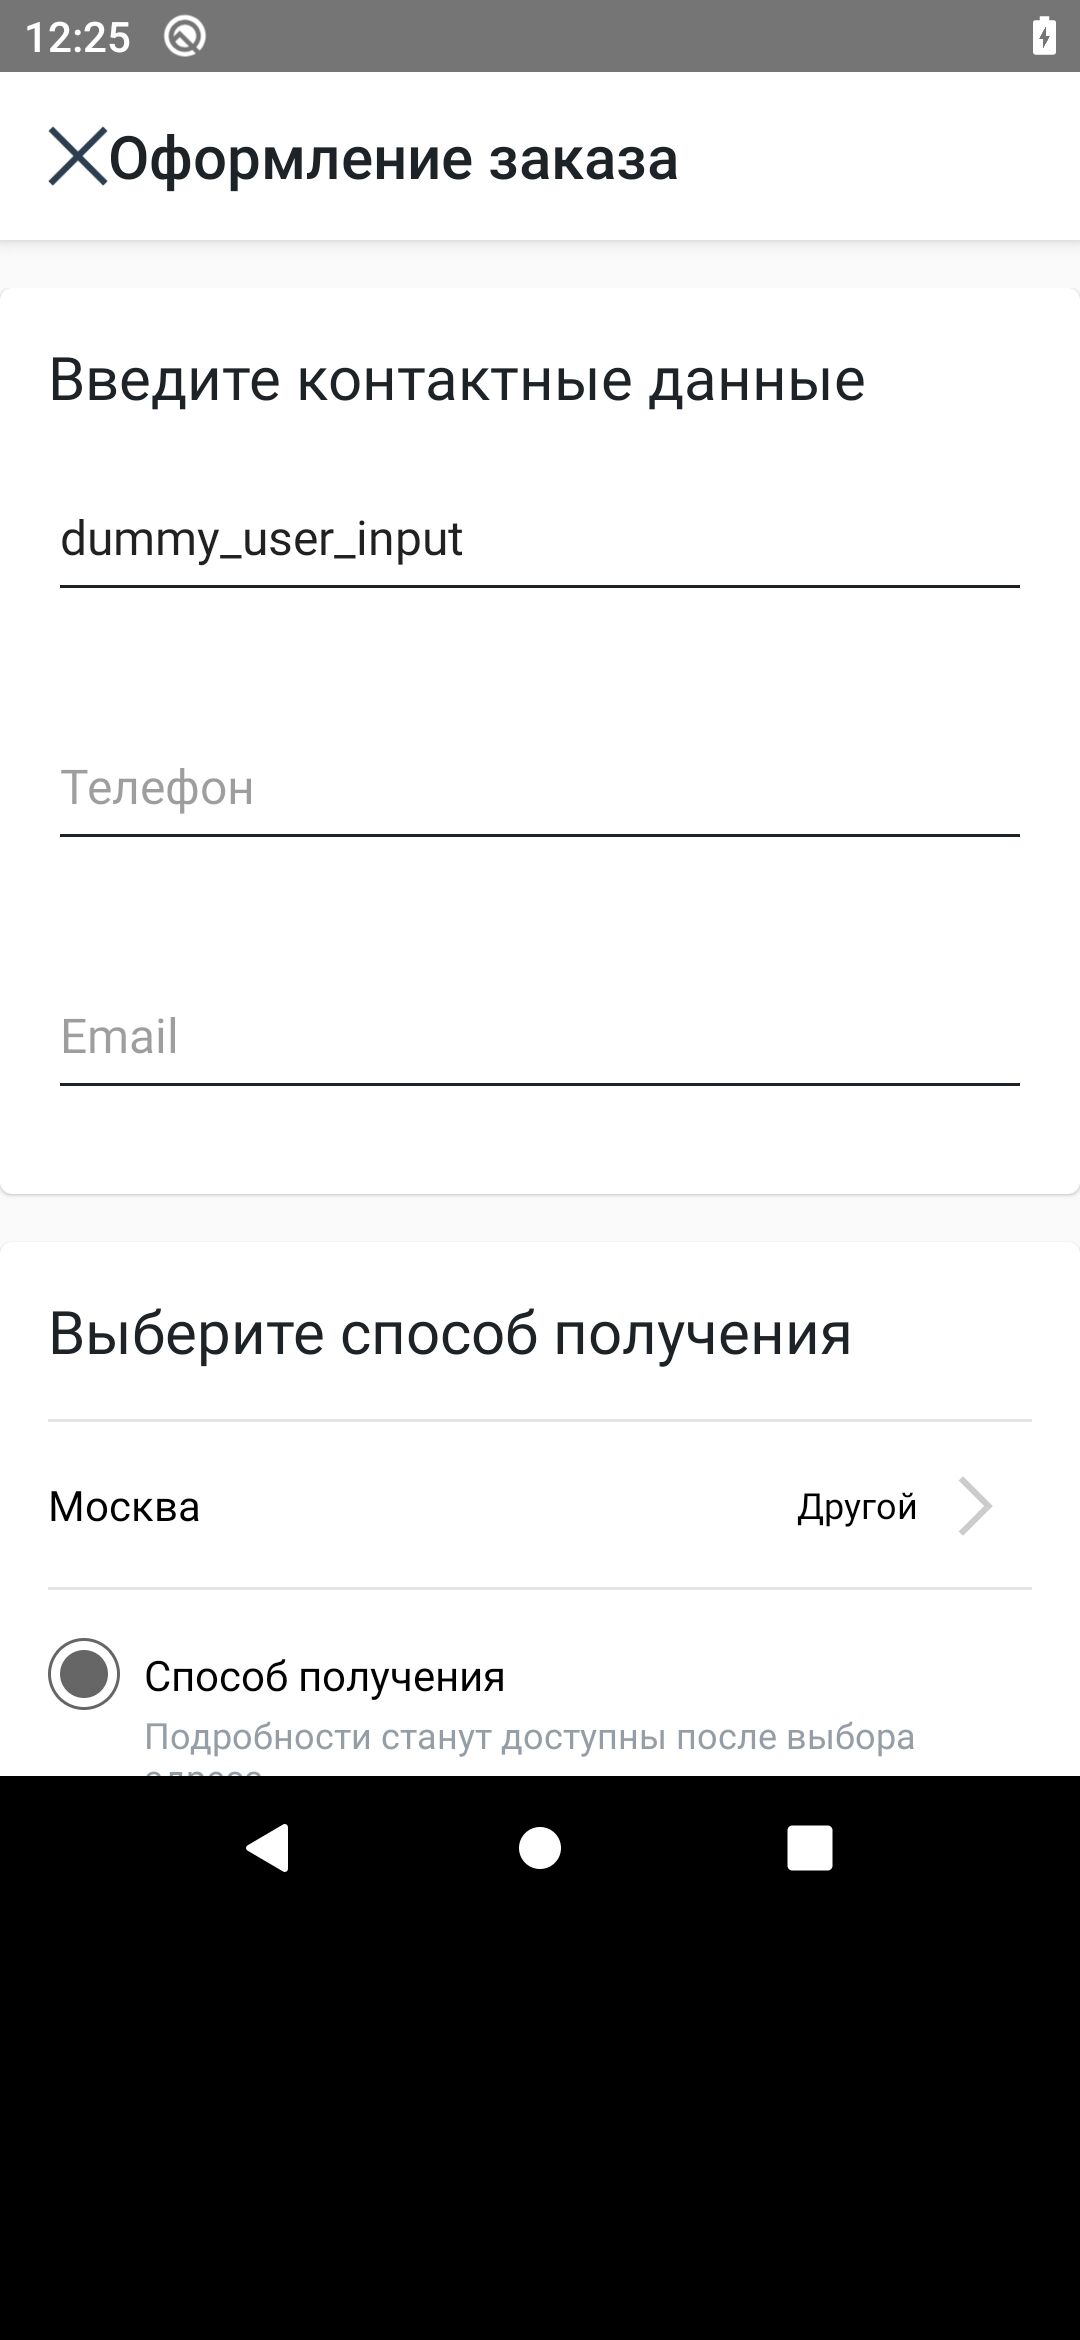 12:25
Оформление заказа
Введите контактные данные
dummy_user_input
Телефон
Email
Выберите способ получения
Москва
Другой
Способ получения
Подробности станут доступны после выбора